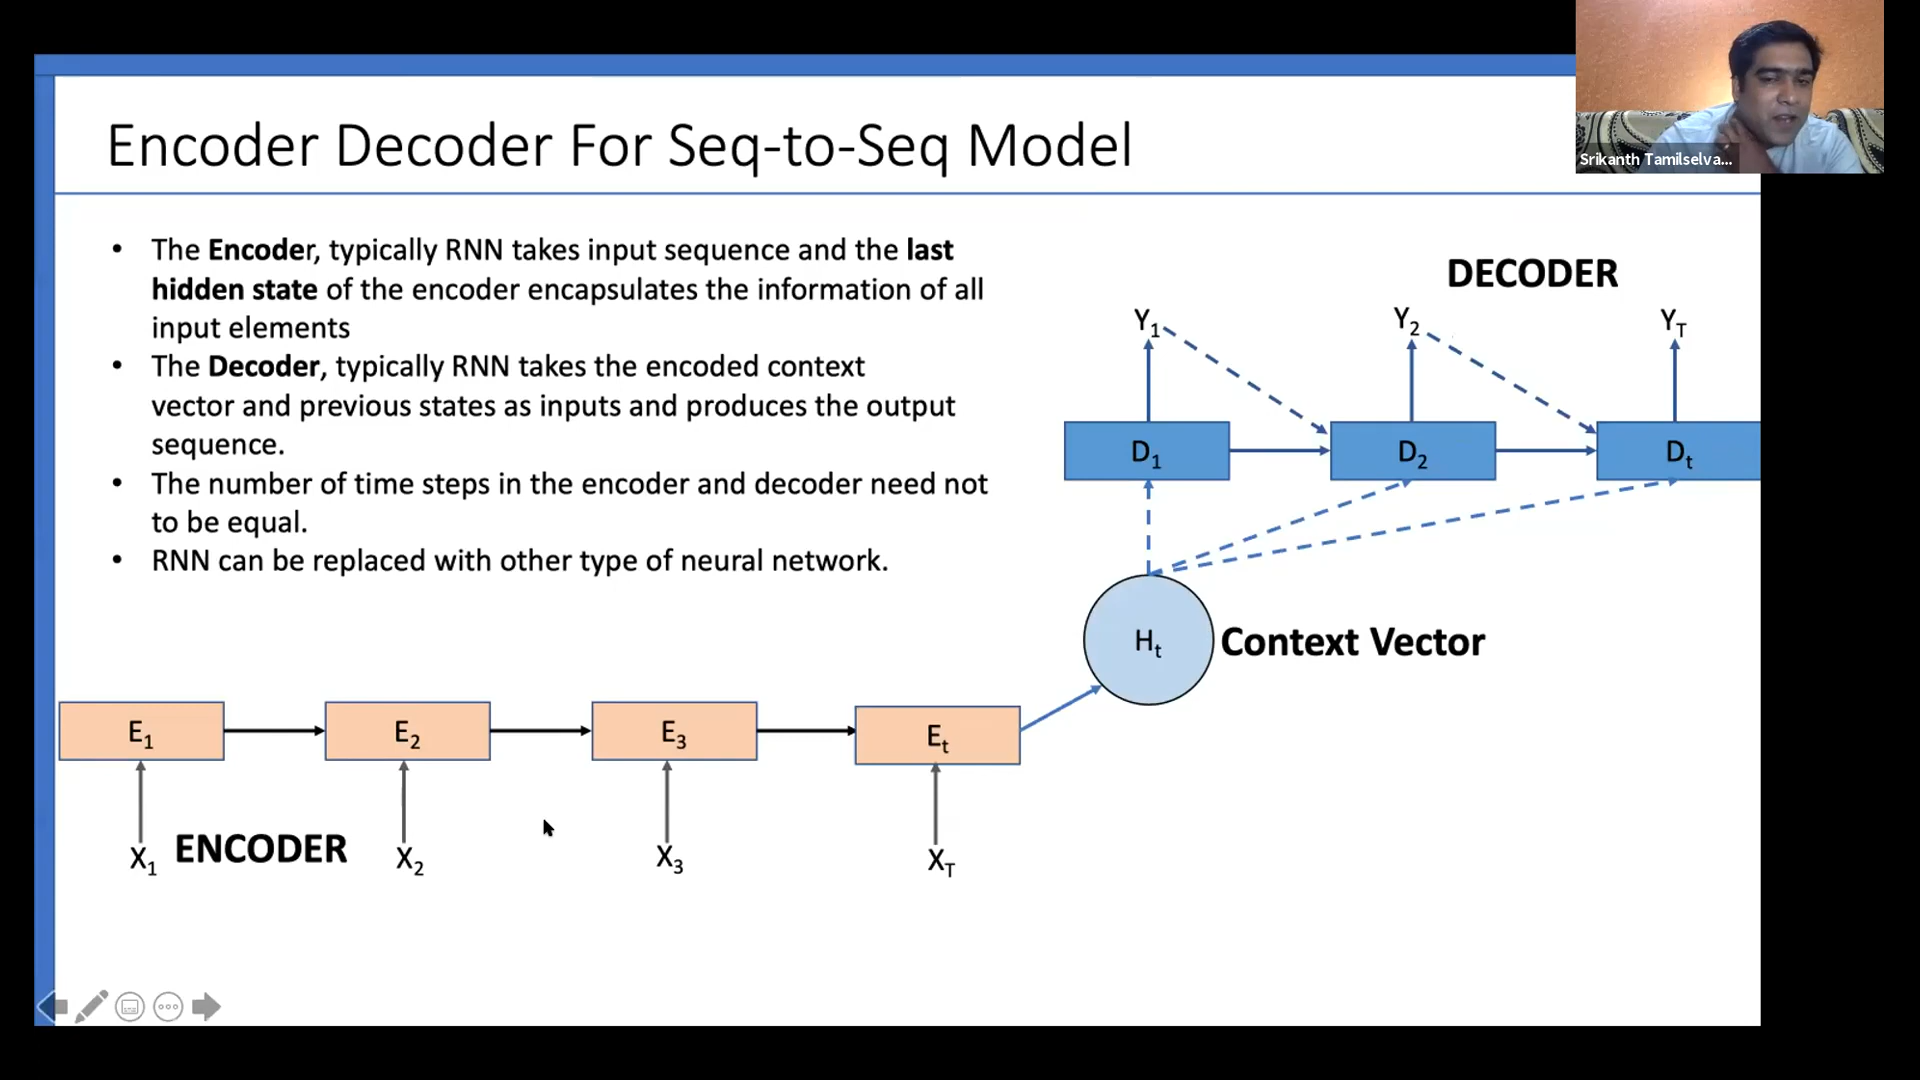 Srikanth Tamilselva...
Encoder Decoder For Seq-to-Seq Model
• The Encoder, typically RNN takes input sequence and the last
hidden state of the encoder encapsulates the information of all
input elements
• The Decoder, typically RNN takes the encoded context
vector and previous states as inputs and produces the output
sequence.
• The number of time steps in the encoder and decoder need not
to be equal.
• RNN can be replaced with other type of neural network.
DECODER
Y1 Y2 YT
D1 D2 Dt
Ht Context Vector
E1 E2 E3 Et
ENCODER
X1 X2 X3 XT